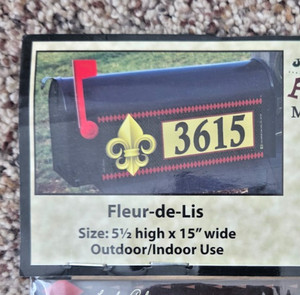 3615
Fleur-de-Lis
Size: 5½ high x 15" wide
Outdoor/Indoor Use